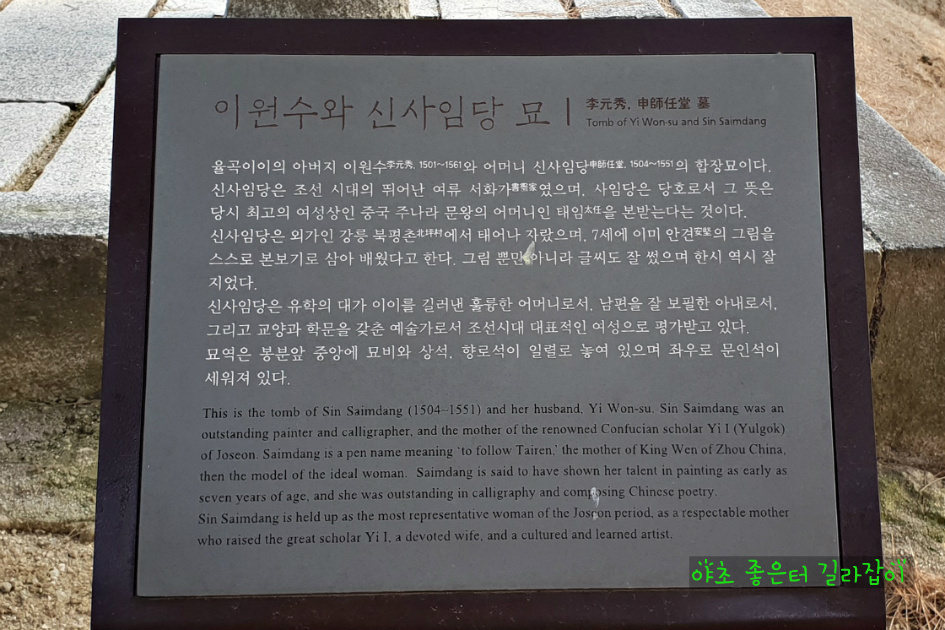 이원수와 신사임당 묘 | 李元秀, 申師任堂 墓
Tomb of Yi Won-su and Sin Saimdang
율곡이이의 아버지 이원수李元秀, 1501~1561와 어머니 신사임당申師任堂, 1504~1551의 합장묘이다.
신사임당은 조선 시대의 뛰어난 여류 서화가書畵家였으며, 사임당은 당호로서 그 뜻은
당시 최고의 여성상인 중국 주나라 문왕의 어머니인 태임太任을 본받는다는 것이다.
신사임당은 외가인 강릉 북평촌北坪村에서 태어나 자랐으며, 7세에 이미 안견安堅의 그림을
스스로 본보기로 삼아 배웠다고 한다. 그림 뿐만 아니라 글씨도 잘 썼으며 한시 역시 잘
지었다.
신사임당은 유학의 대가 이이를 길러낸 훌륭한 어머니로서, 남편을 잘 보필한 아내로서,
그리고 교양과 학문을 갖춘 예술가로서 조선시대 대표적인 여성으로 평가받고 있다.
묘역은 봉분앞 중앙에 묘비와 상석, 향로석이 일렬로 놓여 있으며 좌우로 문인석이
세워져 있다.
This is the tomb of Sin Saimdang (1504~1551) and her husband, Yi Won-su. Sin Saimdang was an
outstanding painter and calligrapher, and the mother of the renowned Confucian scholar Yi I (Yulgok)
of Joseon. Saimdang is a pen name meaning 'to follow Tairen,' the mother of King Wen of Zhou China,
then the model of the ideal woman. Saimdang is said to have shown her talent in painting as early as
seven years of age, and she was outstanding in calligraphy and composing Chinese poetry.
Sin Saimdang is held up as the most representative woman of the Joseon period, as a respectable mother
who raised the great scholar Yi I, a devoted wife, and a cultured and learned artist.
야초 좋은터 길라잡이